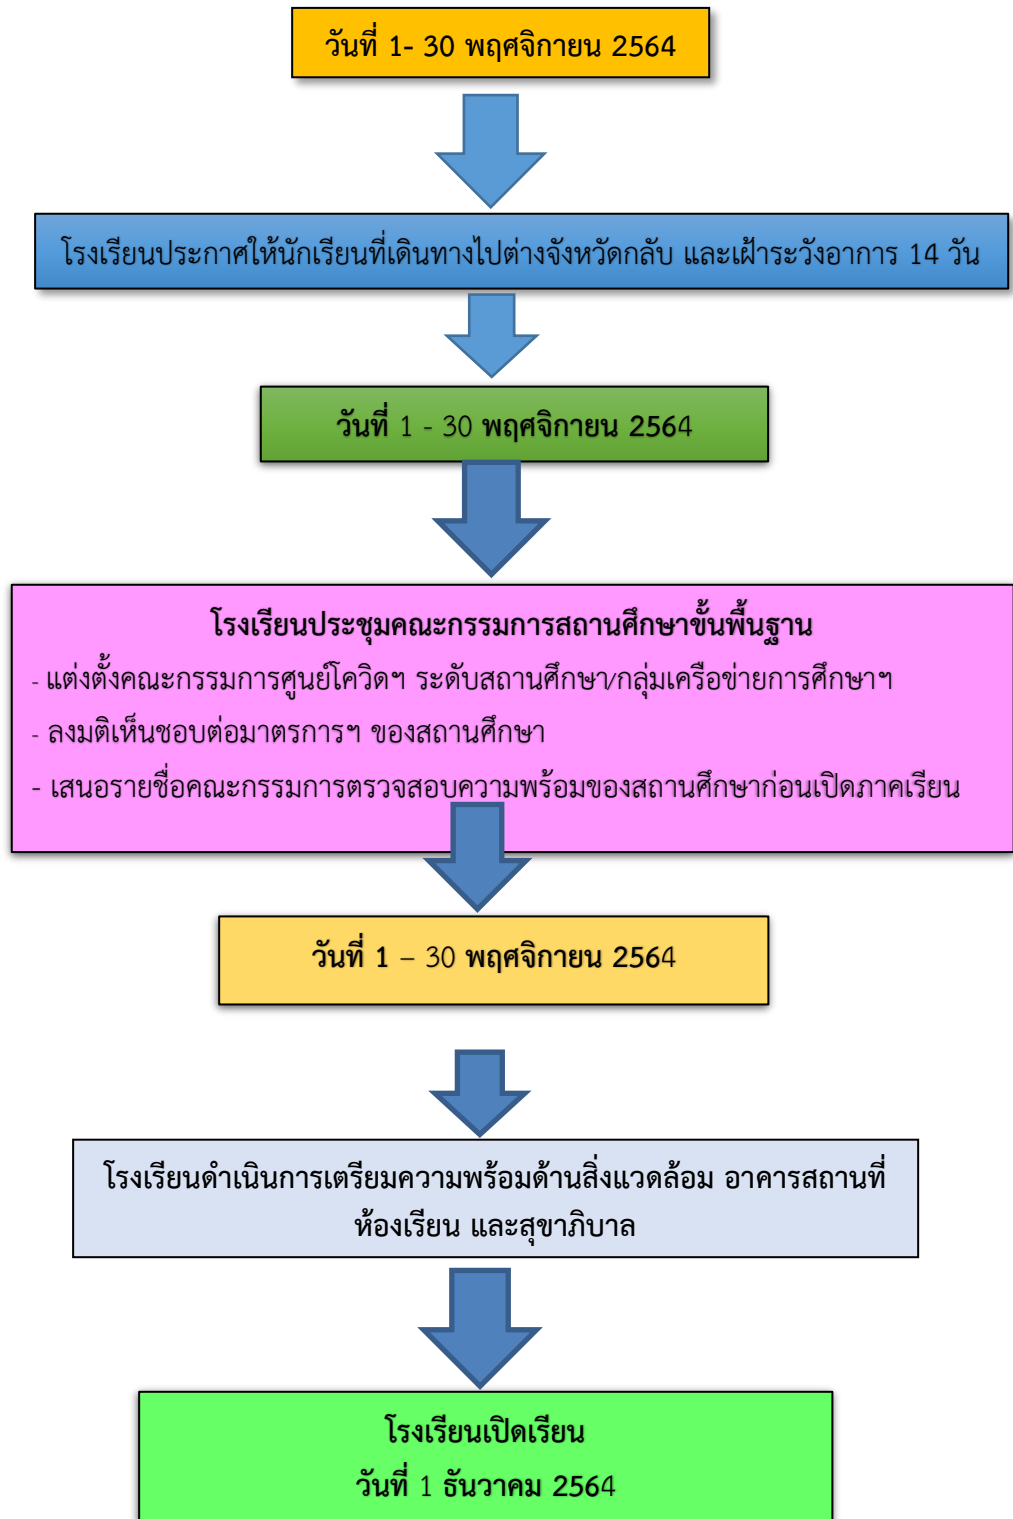 วันที่ 1- 30 พฤศจิกายน 2564
โรงเรียนประกาศให้นักเรียนที่เดินทางไปต่างจังหวัดกลับ และเฝ้าระวังอาการ 14 วัน
วันที่ 1 - 30 พฤศจิกายน 2564
โรงเรียนประชุมคณะกรรมการสถานศึกษาขั้นพื้นฐาน
- แต่งตั้งคณะกรรมการศูนย์โควิดฯ ระดับสถานศึกษา/กลุ่มเครือข่ายการศึกษาฯ
- ลงมติเห็นชอบต่อมาตรการฯ ของสถานศึกษา
- เสนอรายชื่อคณะกรรมการตรวจสอบความพร้อมของสถานศึกษาก่อนเปิดภาคเรียน
วันที่ 1 – 30 พฤศจิกายน 2564
โรงเรียนดำเนินการเตรียมความพร้อมด้านสิ่งแวดล้อม อาคารสถานที่
ห้องเรียน และสุขาภิบาล
โรงเรียนเปิดเรียน
วันที่ 1 ธันวาคม 2564